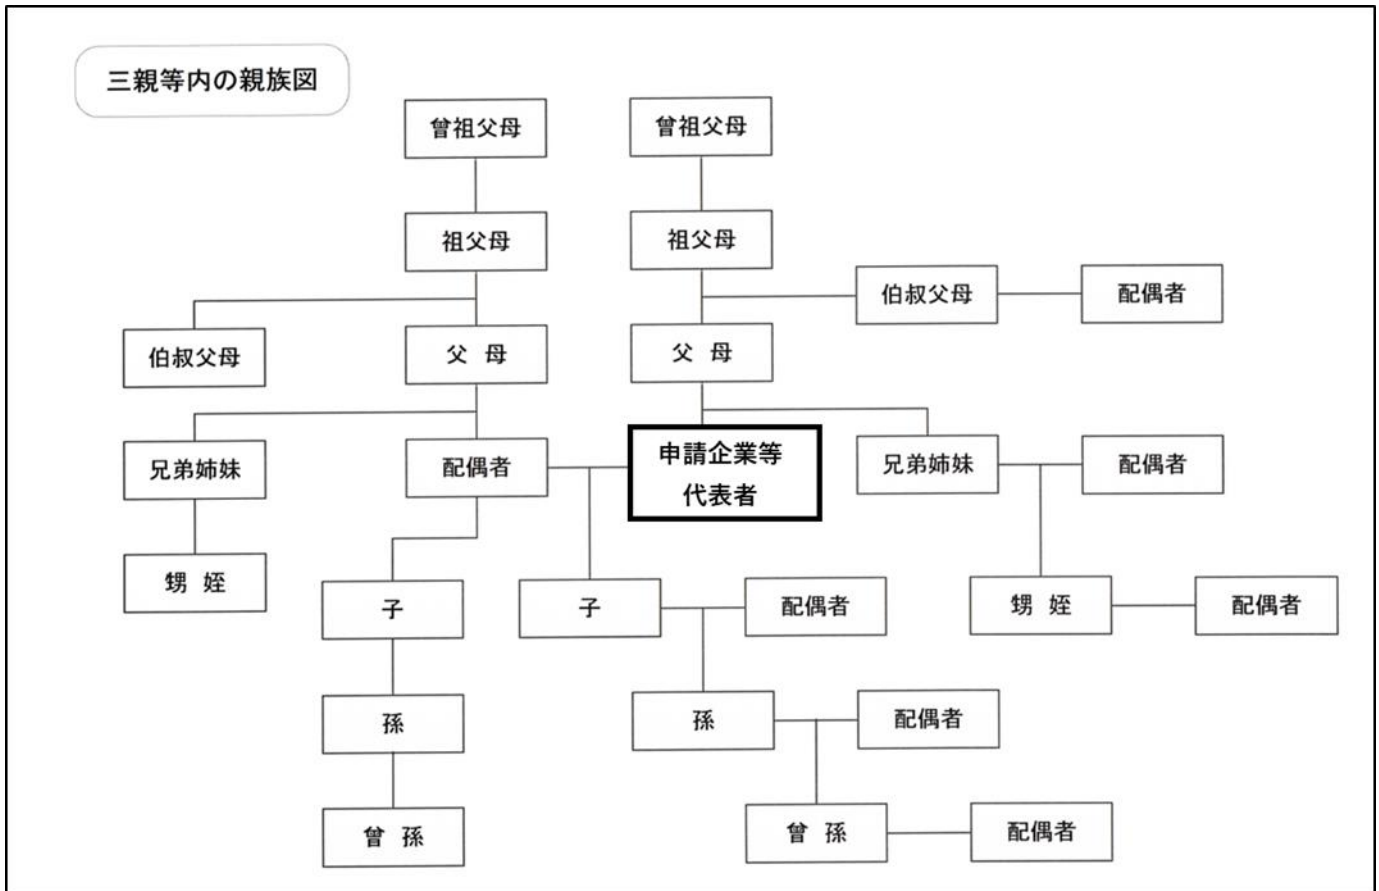 三親等内の親族図
曾祖父母
曾祖父母
祖父母
祖父母
伯叔父母
配偶者
伯叔父母
父 母
父 母
兄弟姉妹
配偶者
申請企業等
代表者
兄弟姉妹
配偶者
甥 姪
子
子
配偶者
甥 姪
配偶者
孫
孫
配偶者
曾 孫
曾 孫
配偶者